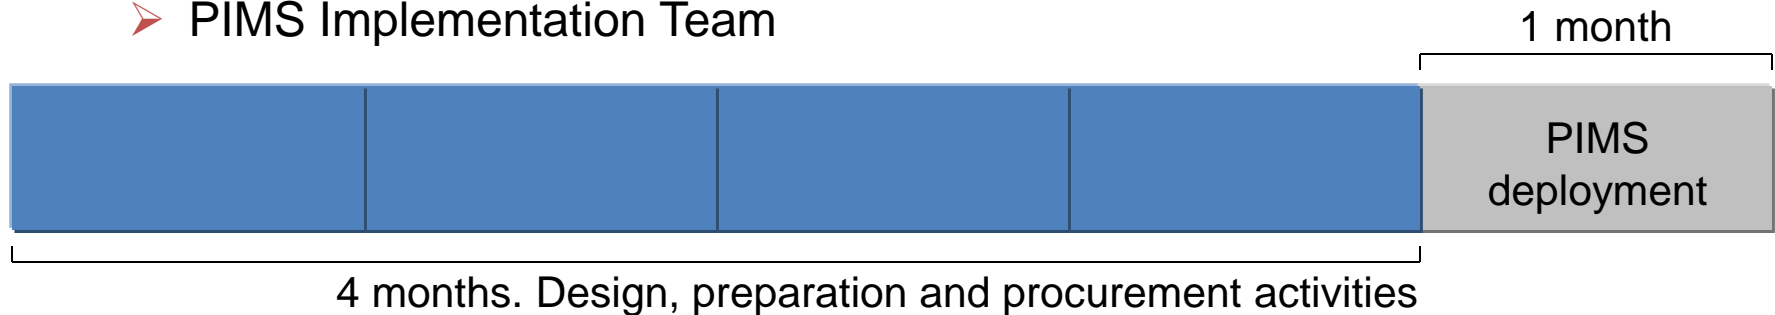 PIMS Implementation Team
1 month
PIMS
deployment
4 months. Design, preparation and procurement activities